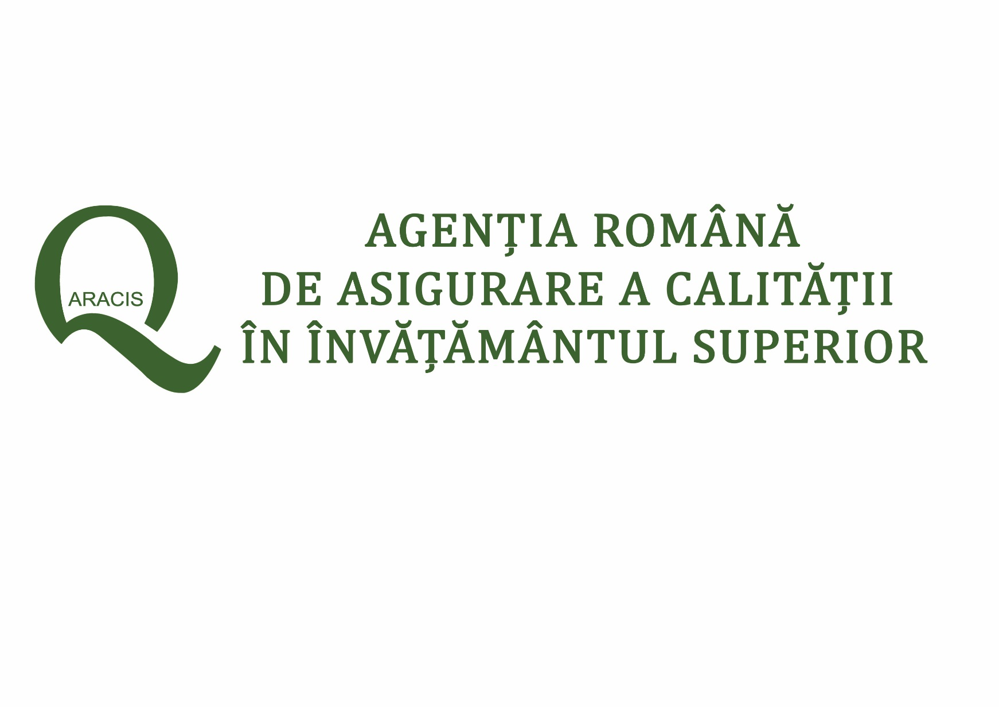 ARACIS
AGENȚIA ROMÂNĂ
DE ASIGURARE A CALITĂȚII
ÎN ÎNVĂȚĂMÂNTUL SUPERIOR